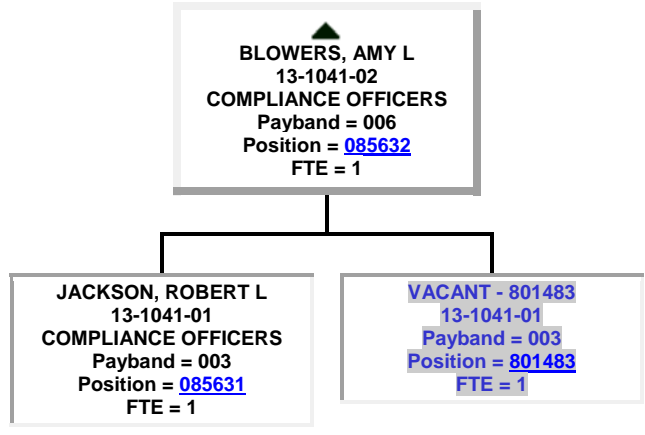 BLOWERS, AMY L
13-1041-02
COMPLIANCE OFFICERS
Payband = 006
Position = 085632
FTE = 1
JACKSON, ROBERT L
13-1041-01
COMPLIANCE OFFICERS
Payband = 003
Position = 085631
FTE = 1
VACANT - 801483
13-1041-01
Payband = 003
Position = 801483
FTE = 1